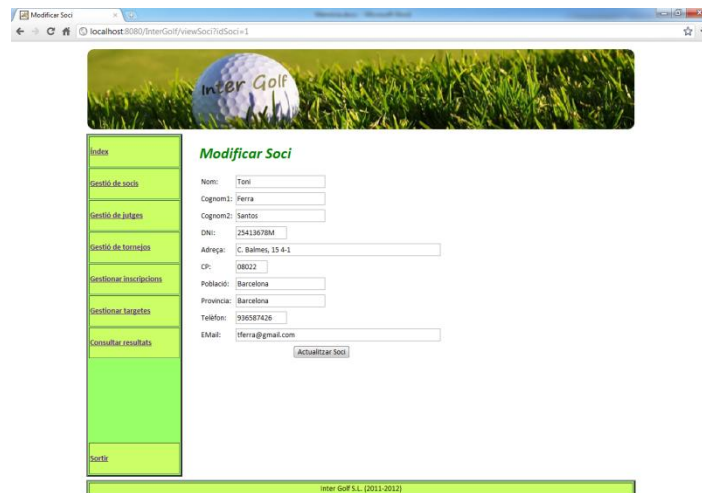 Modificar Soci
localhost:8080/InterGolf/viewSoci?idSoci=1
Inter Golf
Índex
Gestió de socis
Gestió de jutges
Gestió de tornejos
Gestionar inscripcions
Gestionar targetes
Consultar resultats
Sortir
Modificar Soci
Nom: Toni
Cognom1: Ferra
Cognom2: Santos
DNI: 25413678M
Adreça: C. Balmes, 15 4-1
CP: 08022
Població: Barcelona
Provincia: Barcelona
Telèfon: 936587426
EMail: tferra@gmail.com
Actualitzar Soci
Inter Golf S.L. (2011-2012)